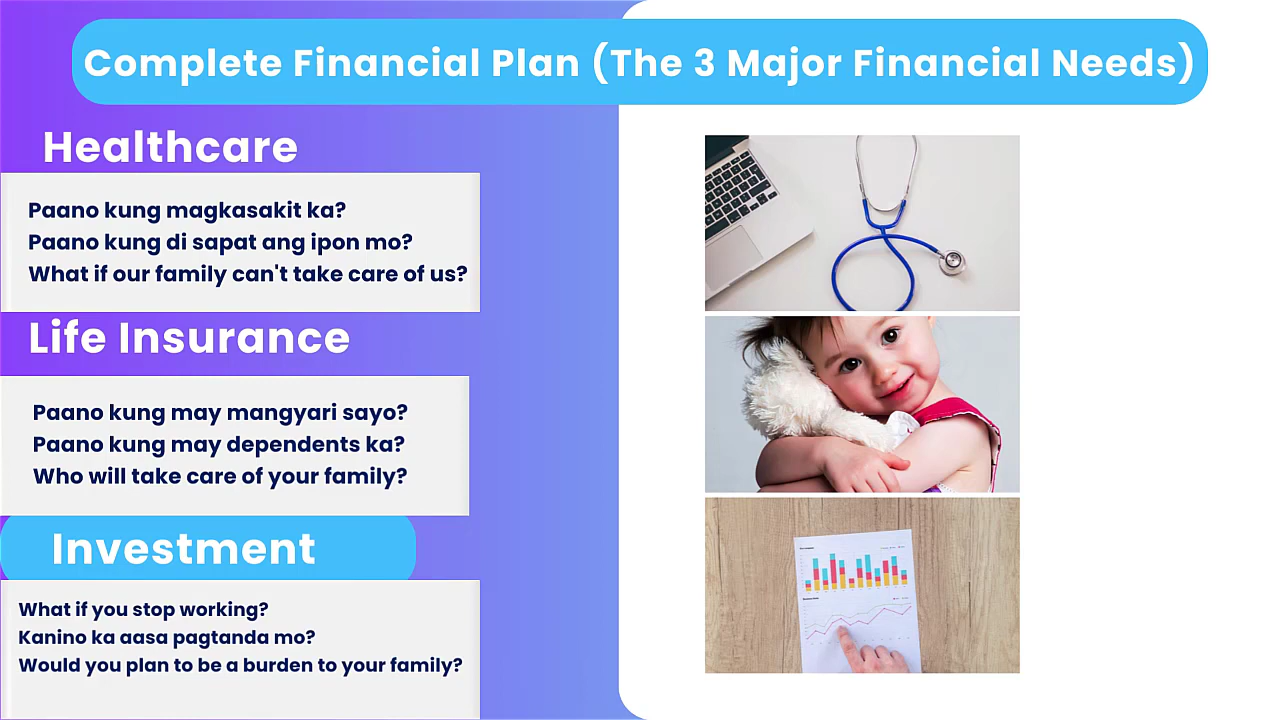 Complete Financial Plan (The 3 Major Financial Needs)
Healthcare
Paano kung magkasakit ka?
Paano kung di sapat ang ipon mo?
What if our family can't take care of us?
Life Insurance
Paano kung may mangyari sayo?
Paano kung may dependents ka?
Who will take care of your family?
Investment
What if you stop working?
Kanino ka aasa pagtanda mo?
Would you plan to be a burden to your family?